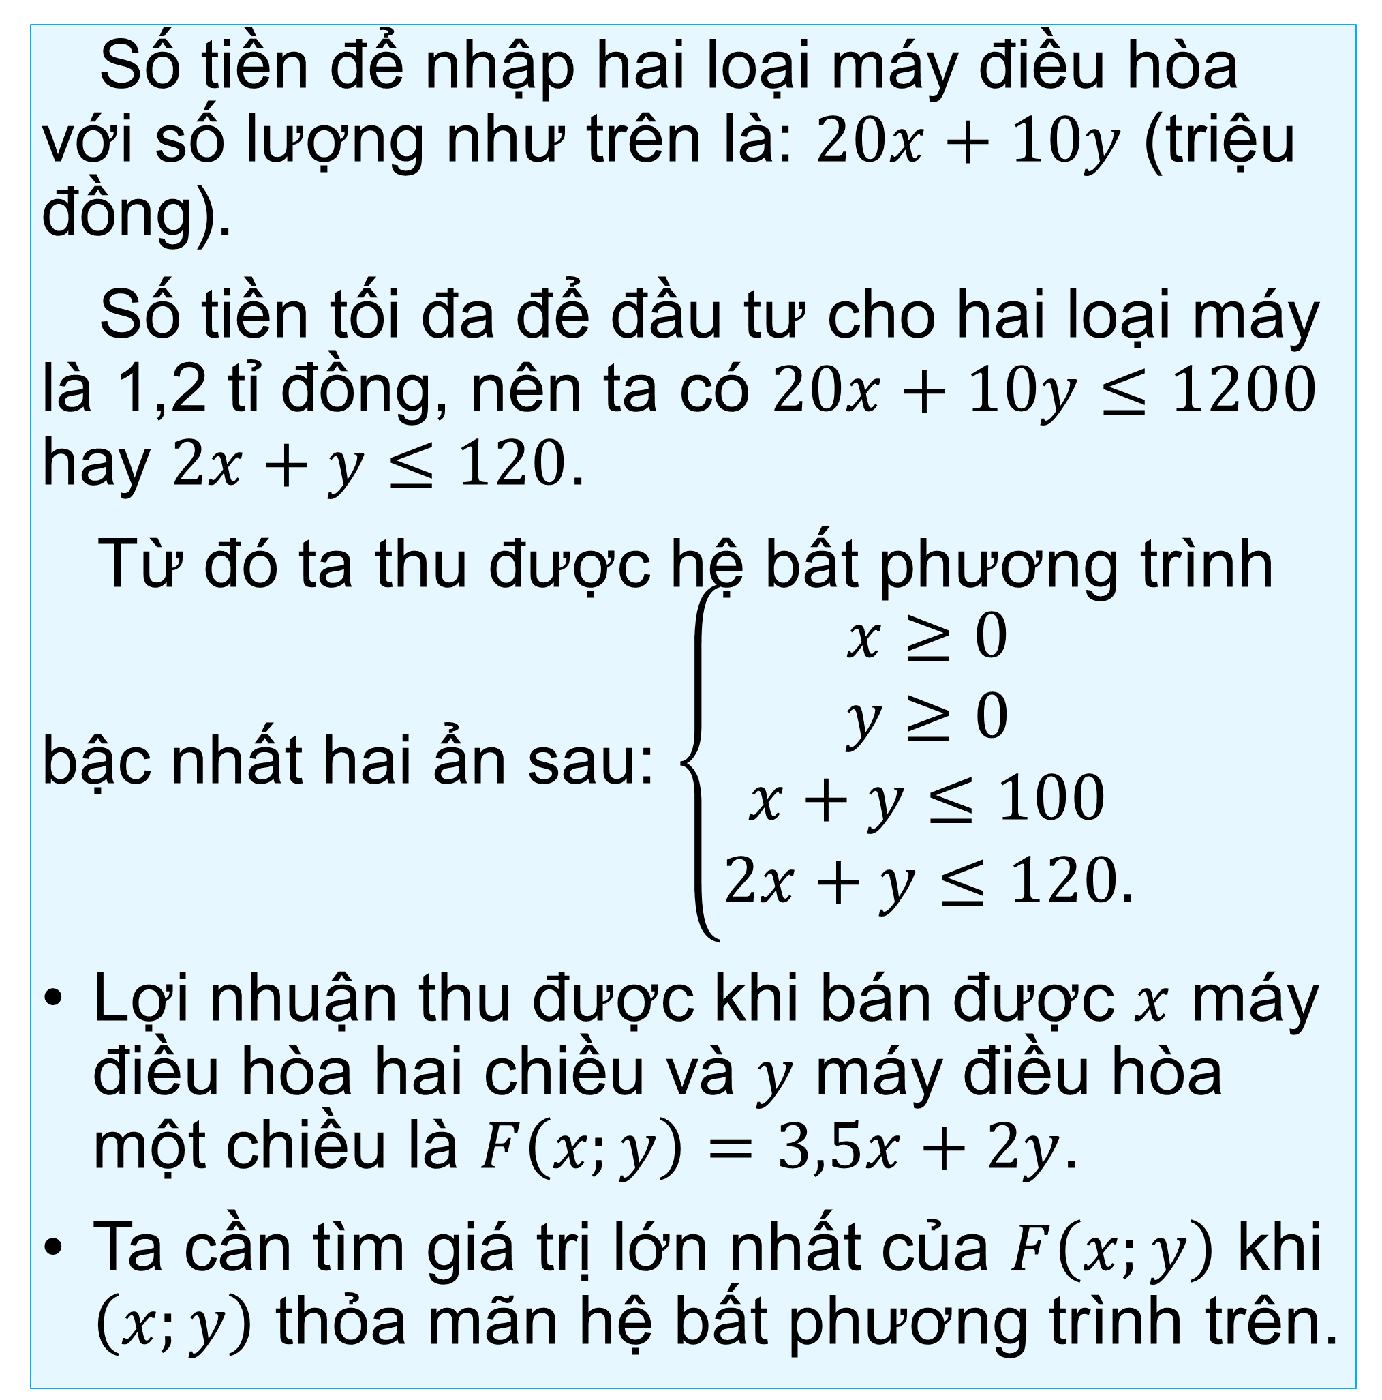 Số tiền để nhập hai loại máy điều hòa
với số lượng như trên là: 20x + 10y (triệu
đồng).
Số tiền tối đa để đầu tư cho hai loại máy
là 1,2 tỉ đồng, nên ta có 20x + 10y ≤ 1200
hay 2x + y ≤ 120.
Từ đó ta thu được hệ bất phương trình
x ≥ 0
y ≥ 0
bậc nhất hai ẩn sau:
x + y ≤ 100
2x + y ≤ 120.
• Lợi nhuận thu được khi bán được x máy
điều hòa hai chiều và y máy điều hòa
một chiều là F(x; y) = 3,5x + 2y.
• Ta cần tìm giá trị lớn nhất của F(x; y) khi
(x; y) thỏa mãn hệ bất phương trình trên.